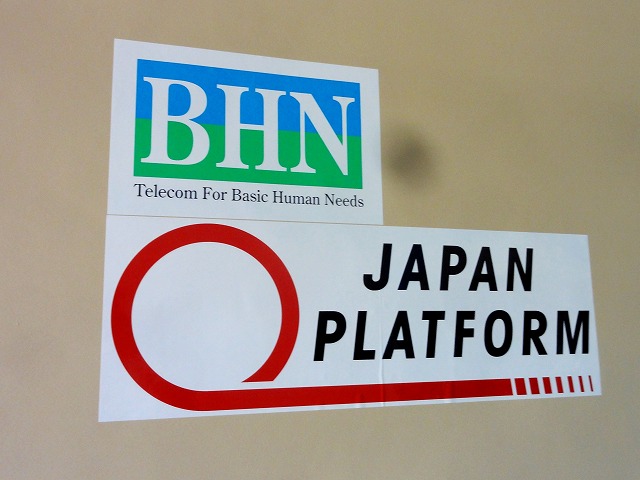 BHN
Telecom For Basic Human Needs
JAPAN
PLATFORM